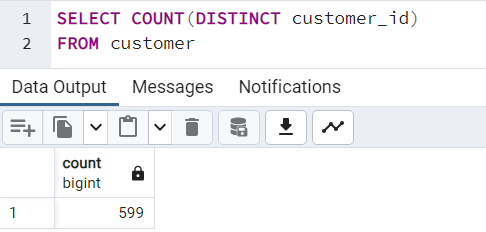 1 SELECT COUNT(DISTINCT customer_id)
2 FROM customer
Data Output Messages Notifications
count
bigint
1 599